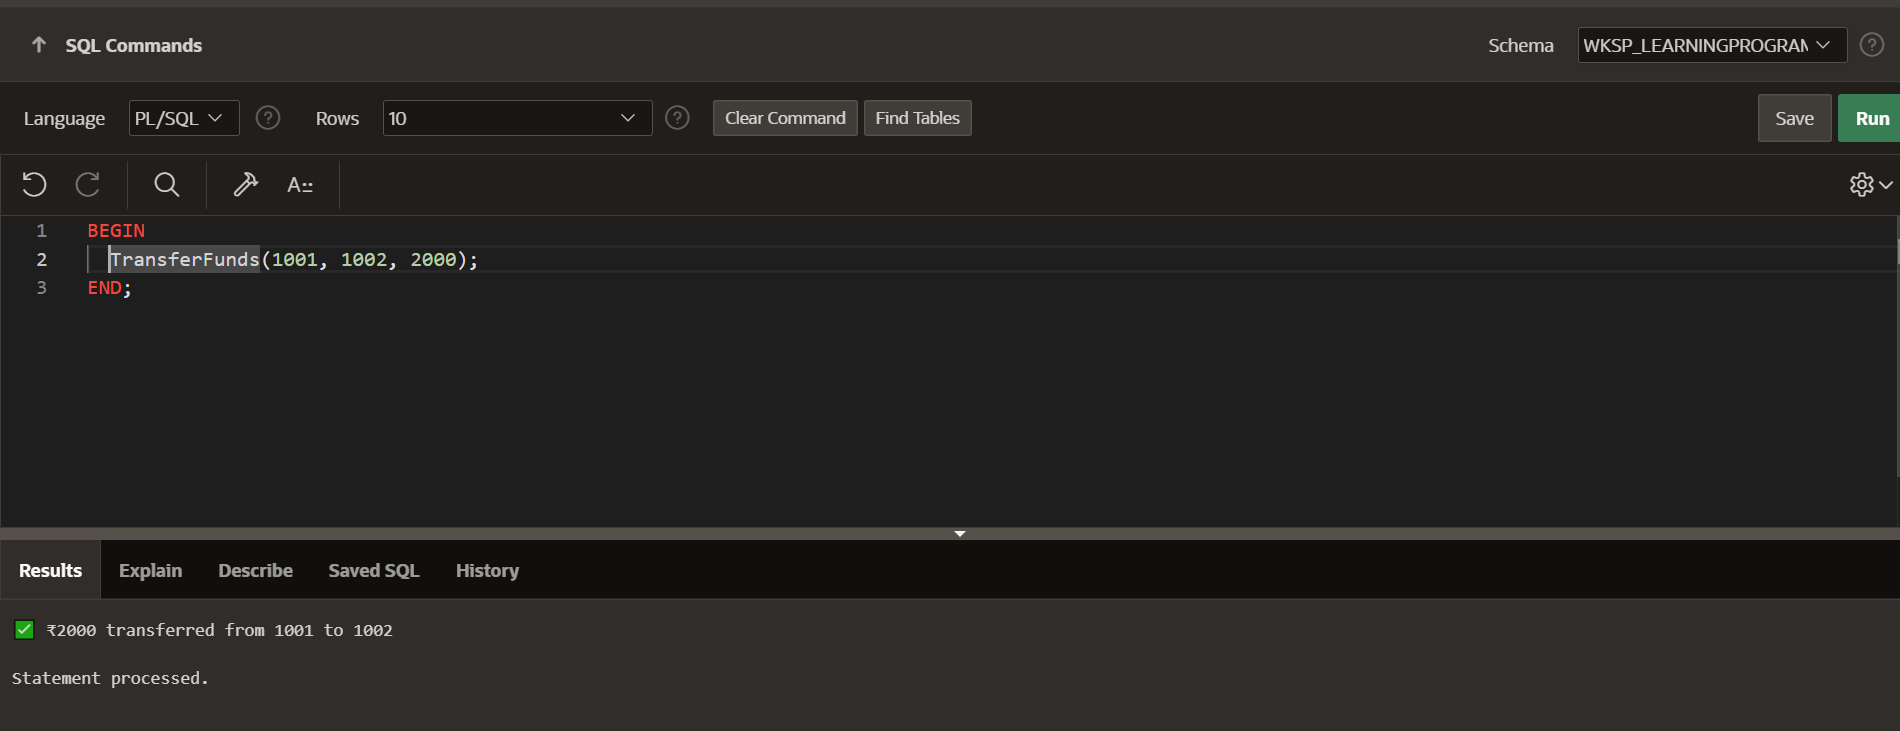 SQL Commands
Schema
WKSP_LEARNINGPROGRAM
?
Language
PL/SQL
?
Rows
10
?
Clear Command
Find Tables
Save
Run
A
1 BEGIN
2 TransferFunds(1001, 1002, 2000);
3 END;
Results
Explain
Describe
Saved SQL
History
✅ ₹2000 transferred from 1001 to 1002
Statement processed.